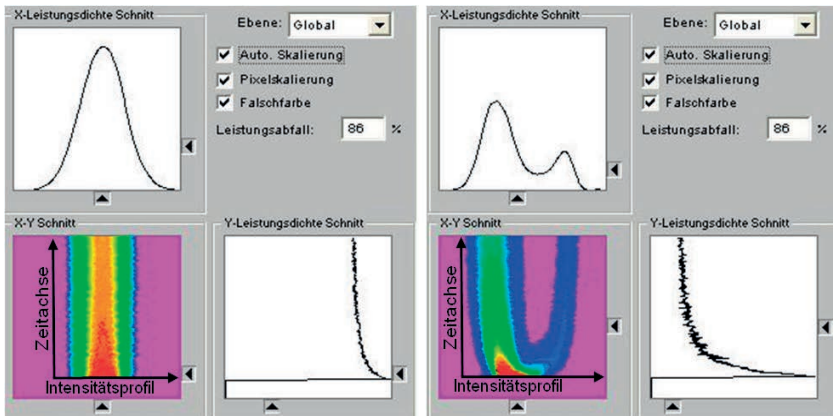 X-Leistungsdichte Schnitt
Ebene: Global
Auto. Skalierung
Pixelskalierung
Falschfarbe
Leistungsabfall: 86 %
X-Y Schnitt
Y-Leistungsdichte Schnitt
Zeitachse
Intensitätsprofil
X-Leistungsdichte Schnitt
Ebene: Global
Auto. Skalierung
Pixelskalierung
Falschfarbe
Leistungsabfall: 86 %
X-Y Schnitt
Y-Leistungsdichte Schnitt
Zeitachse
Intensitätsprofil